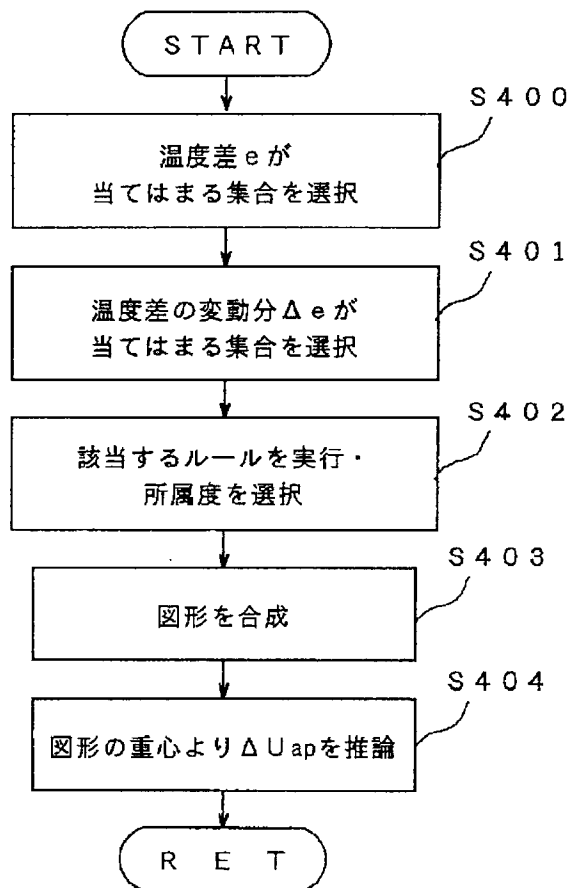 START
S400
温度差eが
当てはまる集合を選択
S401
温度差の変動分Δeが
当てはまる集合を選択
S402
該当するルールを実行・
所属度を選択
S403
図形を合成
S404
図形の重心よりΔUapを推論
RET